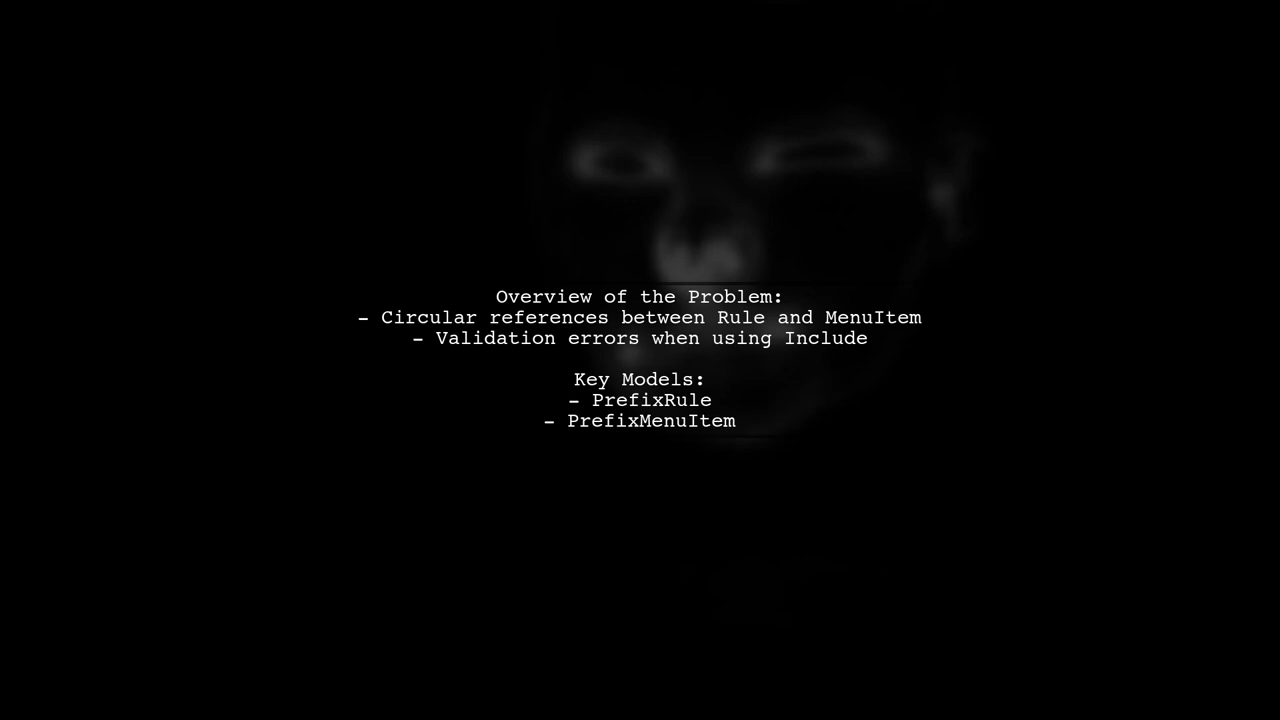 Overview of the Problem:
- Circular references between Rule and MenuItem
- Validation errors when using Include
Key Models:
- PrefixRule
- PrefixMenuItem